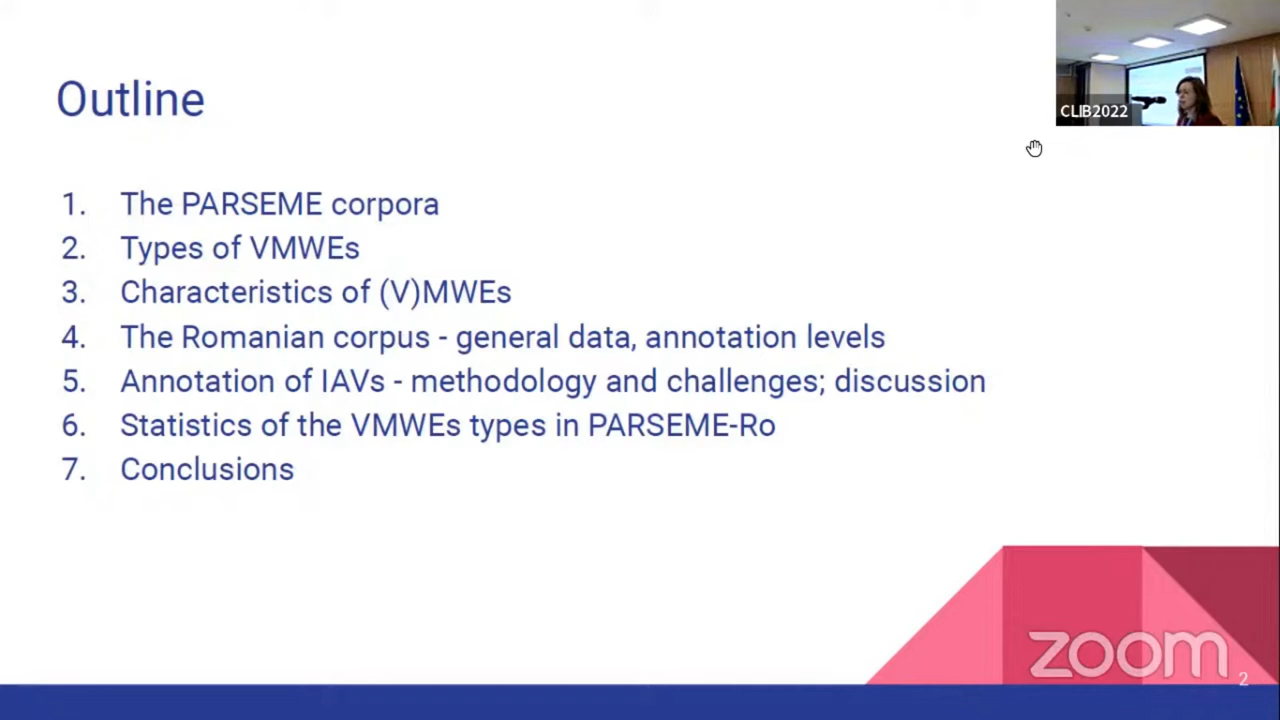 Outline
CLIB2022
1. The PARSEME corpora
2. Types of VMWEs
3. Characteristics of (V)MWEs
4. The Romanian corpus - general data, annotation levels
5. Annotation of IAVs - methodology and challenges; discussion
6. Statistics of the VMWEs types in PARSEME-Ro
7. Conclusions
zoom
2